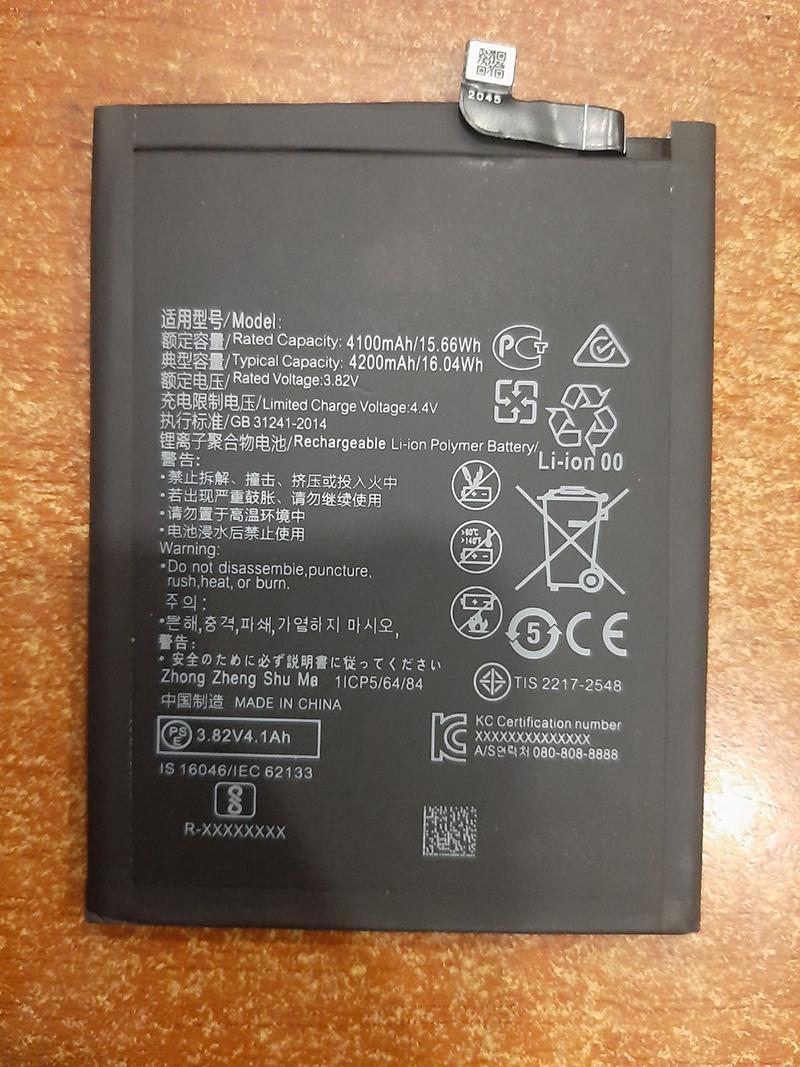 2045
适用型号/Model:
额定容量/Rated Capacity: 4100mAh/15.66Wh
典型容量/Typical Capacity: 4200mAh/16.04Wh
额定电压/Rated Voltage:3.82V
充电限制电压/Limited Charge Voltage:4.4V
执行标准/GB 31241-2014
锂离子聚合物电池/Rechargeable Li-ion Polymer Battery/
Li-ion 00
警告:
•禁止拆解、撞击、挤压或投入火中
•若出现严重鼓胀、请勿继续使用
•请勿置于高温环境中
•电池浸水后禁止使用
>60℃
>140℉
Warning:
•Do not disassemble,puncture,
rush,heat, or burn.
주의:
•븐해,충격,파쇄,가열하지 마시오,
警告:
• 安全のために必ず説明書に従ってください
5 CE
Zhong Zheng Shu Ma 1ICP5/64/84
TIS 2217-2548
中国制造 MADE IN CHINA
PSE 3.82V4.1Ah
KC Certification number
XXXXXXXXXXXXXX
A/S연락처 080-808-8888
IS 16046/IEC 62133
R-XXXXXXXX